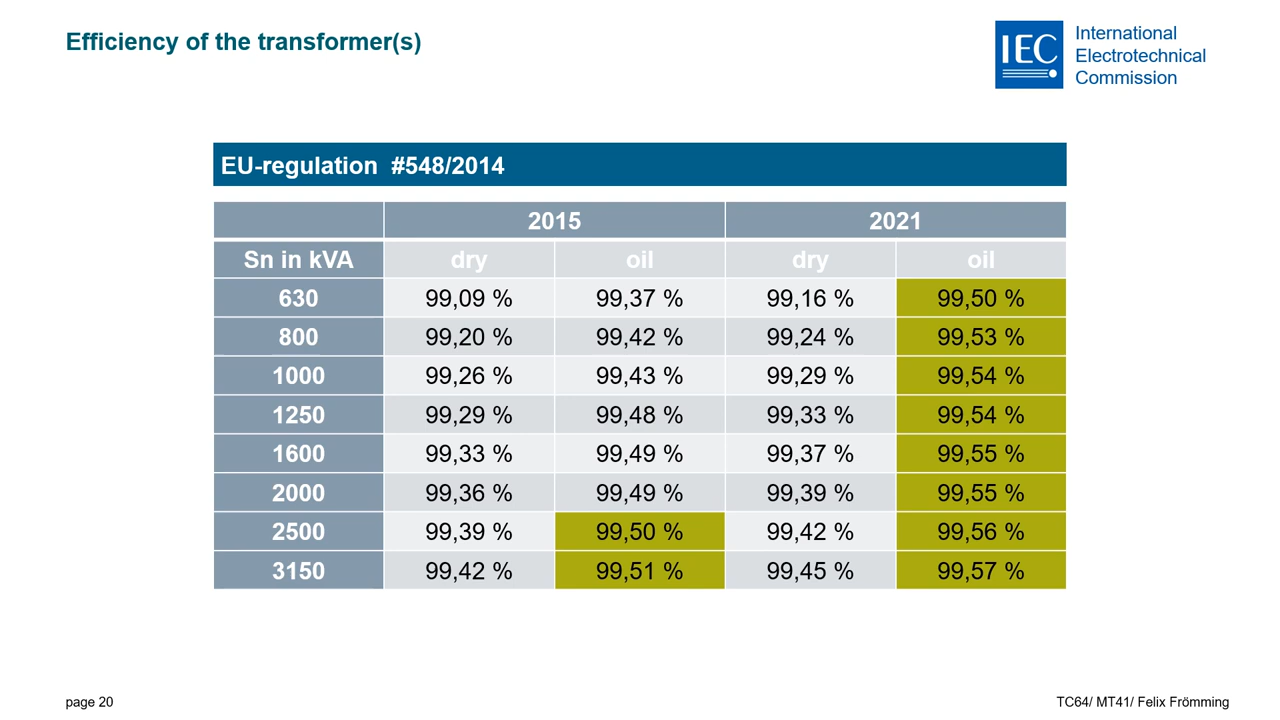 Efficiency of the transformer(s)
IEC
International
Electrotechnical
Commission
EU-regulation #548/2014
2015 2021
Sn in kVA dry oil dry oil
630 99,09 % 99,37 % 99,16 % 99,50 %
800 99,20 % 99,42 % 99,24 % 99,53 %
1000 99,26 % 99,43 % 99,29 % 99,54 %
1250 99,29 % 99,48 % 99,33 % 99,54 %
1600 99,33 % 99,49 % 99,37 % 99,55 %
2000 99,36 % 99,49 % 99,39 % 99,55 %
2500 99,39 % 99,50 % 99,42 % 99,56 %
3150 99,42 % 99,51 % 99,45 % 99,57 %
page 20
TC64/ MT41/ Felix Frömming